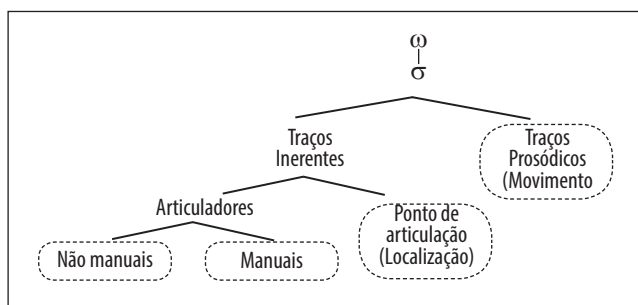 ω
σ
Traços
Inerentes
Traços
Prosódicos
(Movimento
Articuladores
Ponto de
articulação
(Localização)
Não manuais
Manuais